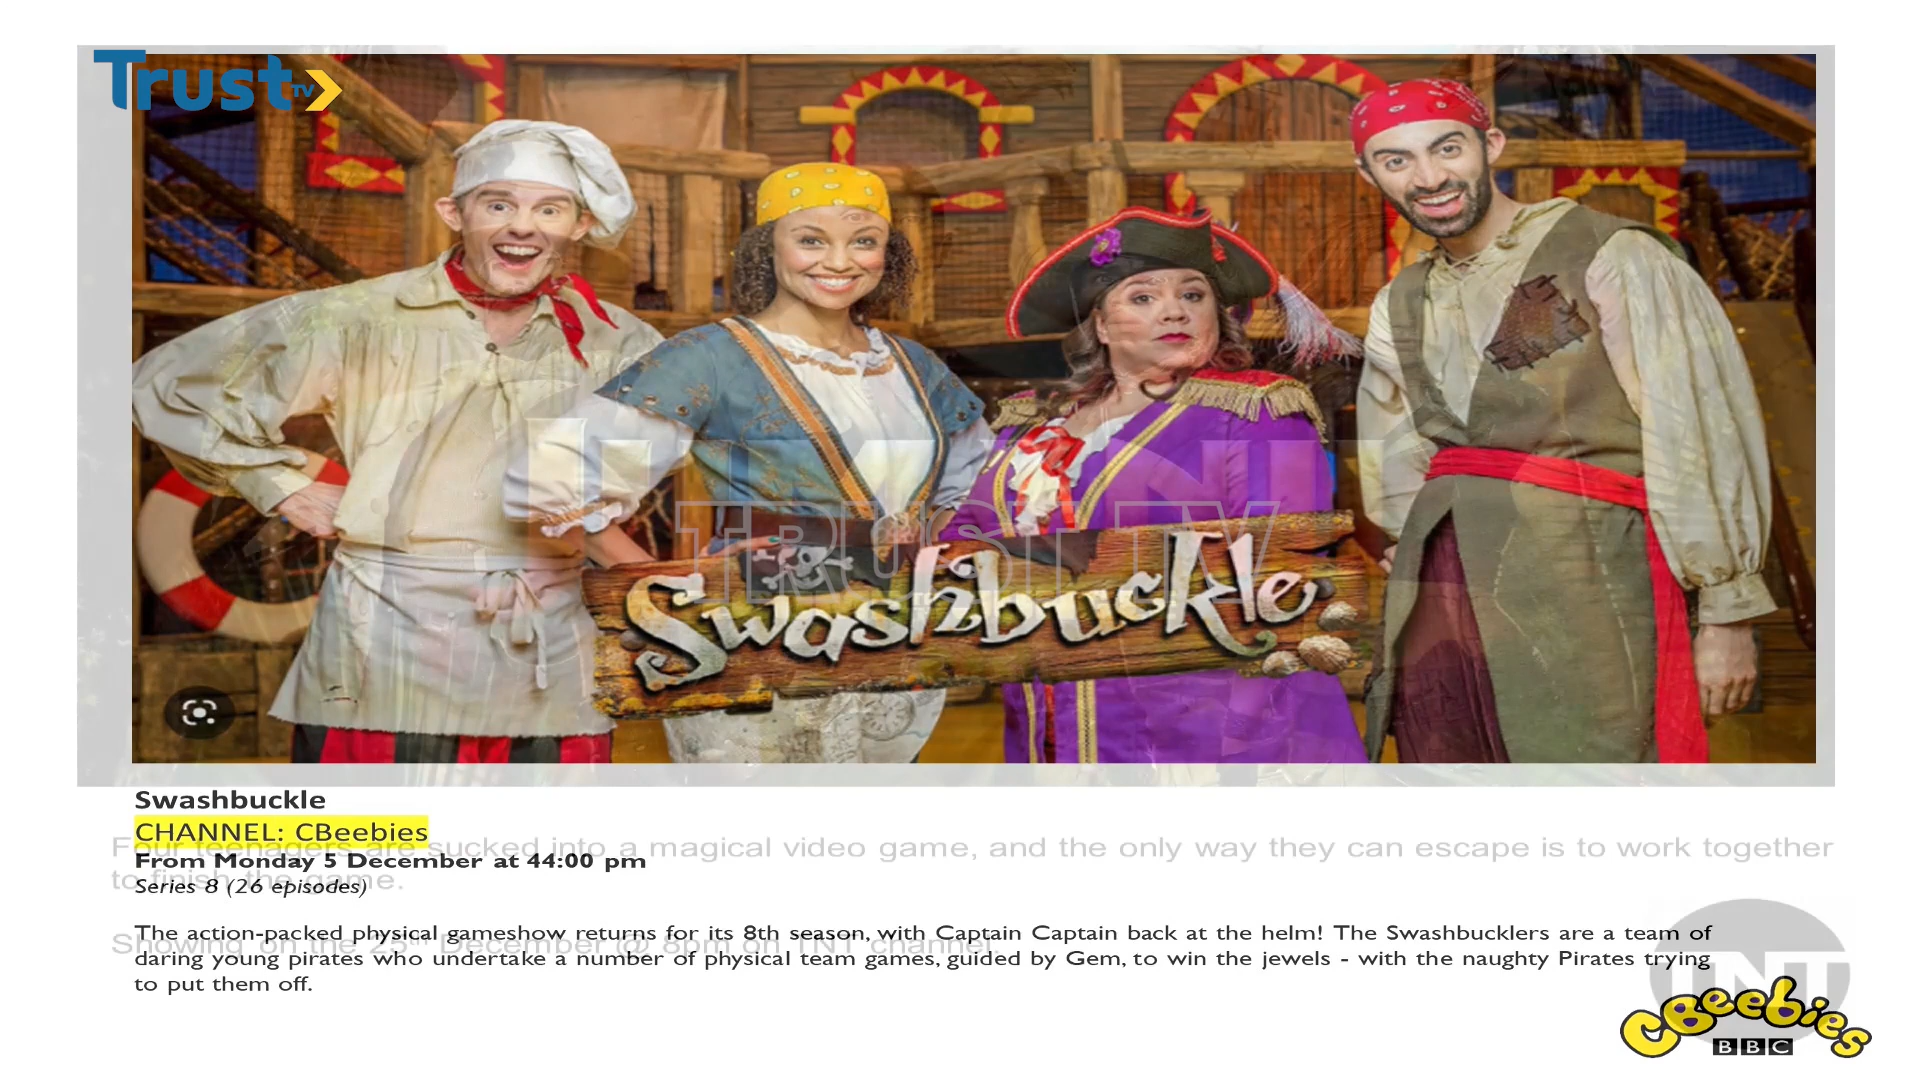 Trust TV
TRUST TV
Swashbuckle
Swashbuckle
CHANNEL: CBeebies
Four teenagers are sucked into a magical video game, and the only way they can escape is to work together
From Monday 5 December at 44:00 pm
to finish the game.
Series 8 (26 episodes)
The action-packed physical gameshow returns for its 8th season, with Captain Captain back at the helm! The Swashbucklers are a team of
Showing on the 25th December @ 8pm on TNT channel.
daring young pirates who undertake a number of physical team games, guided by Gem, to win the jewels - with the naughty Pirates trying
to put them off.
TNT
CBeebies
BBC